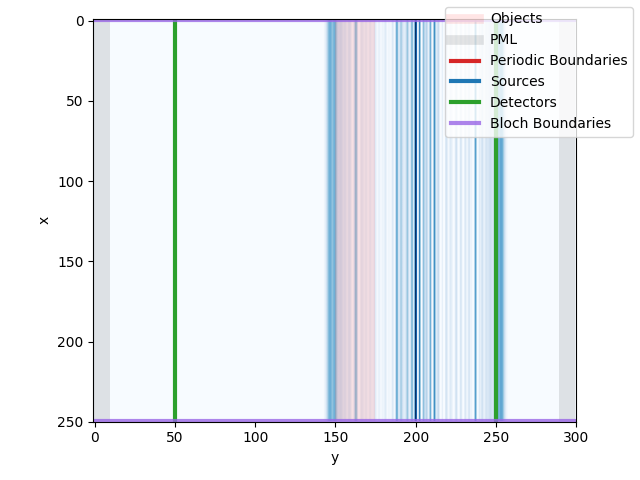 Objects
PML
Periodic Boundaries
Sources
Detectors
Bloch Boundaries
0
50
100
150
200
250
x
0 50 100 150 200 250 300
y